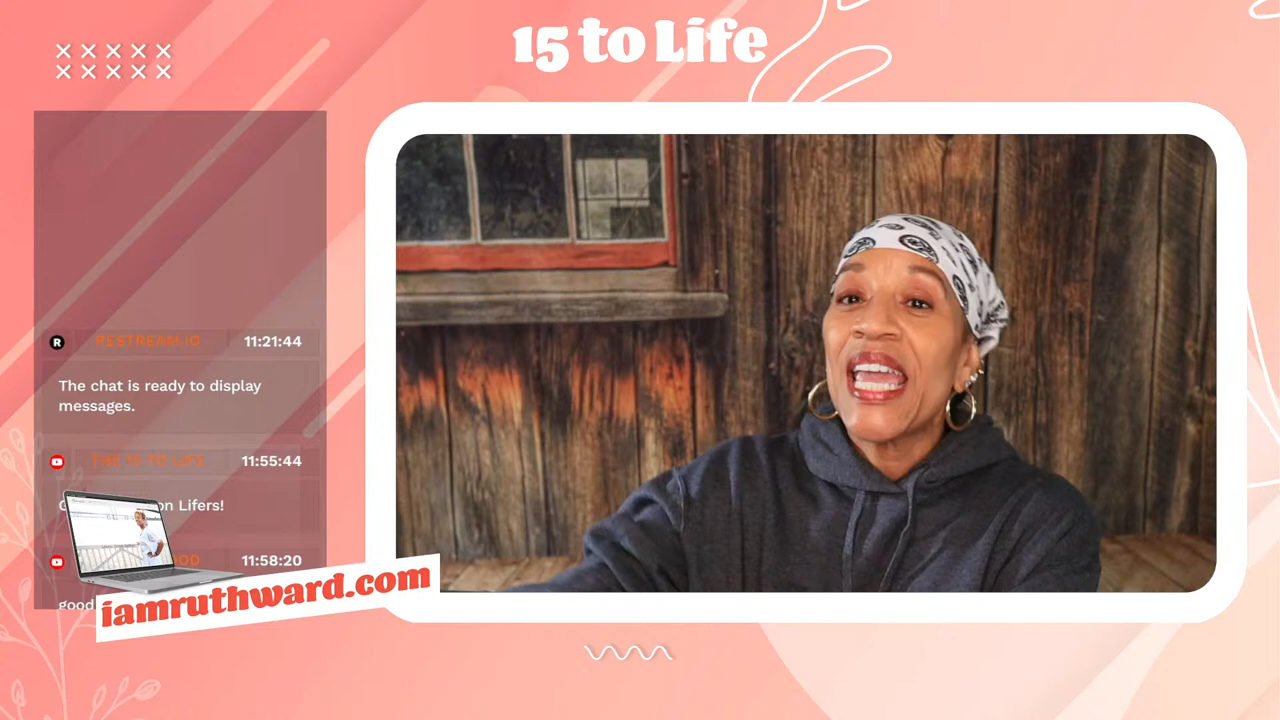 15 to Life
R RESTREAM.IO 11:21:44
The chat is ready to display
messages.
THE 15 TO LIFE 11:55:44
on Lifers!
11:58:20
good
iamruthward.com